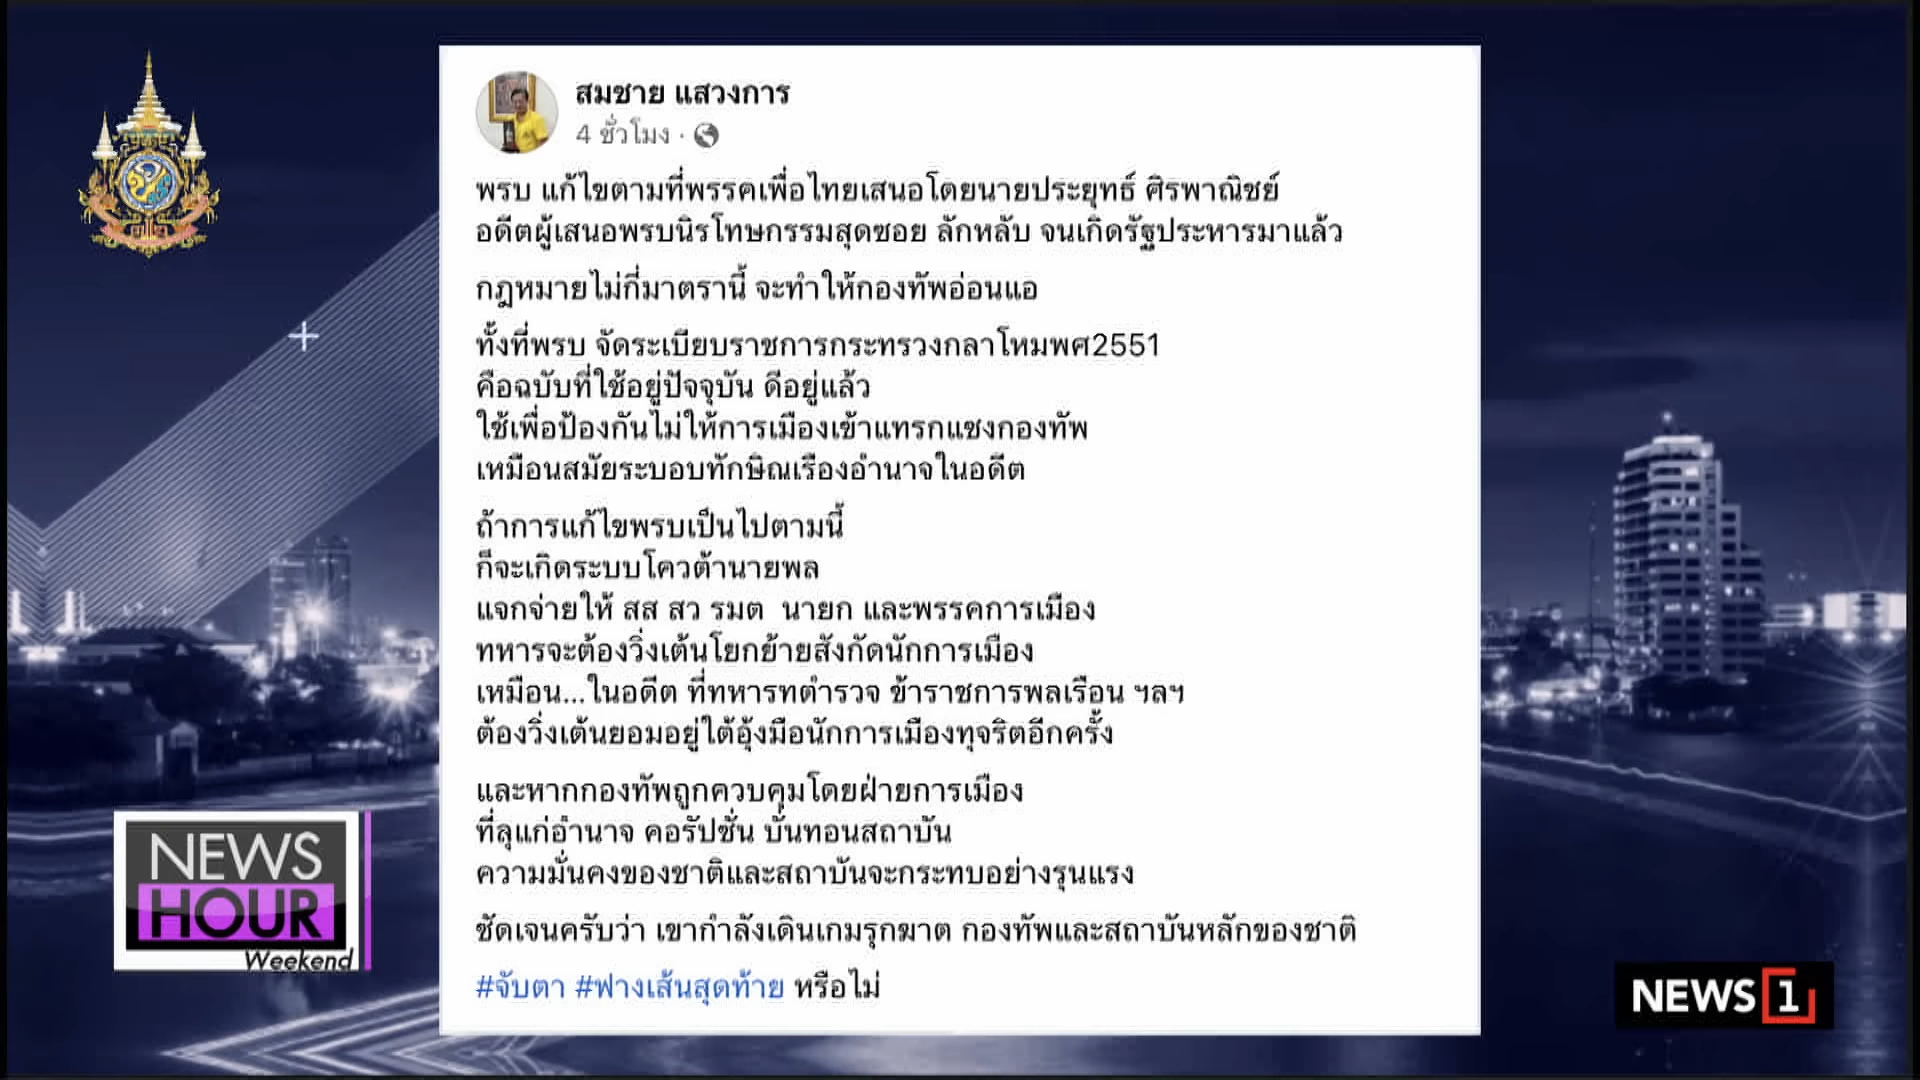 สมชาย แสวงการ
4 ชั่วโมง ·
พรบ แก้ไขตามที่พรรคเพื่อไทยเสนอโดยนายประยุทธ์ ศิรพาณิชย์
อดีตผู้เสนอพรบนิรโทษกรรมสุดซอย ลักหลับ จนเกิดรัฐประหารมาแล้ว
กฎหมายไม่กี่มาตรานี้ จะทำให้กองทัพอ่อนแอ
ทั้งที่พรบ จัดระเบียบราชการกระทรวงกลาโหมพศ2551
คือฉบับที่ใช้อยู่ปัจจุบัน ดีอยู่แล้ว
ใช้เพื่อป้องกันไม่ให้การเมืองเข้าแทรกแซงกองทัพ
เหมือนสมัยระบอบทักษิณเรืองอำนาจในอดีต
ถ้าการแก้ไขพรบเป็นไปตามนี้
ก็จะเกิดระบบโควต้านายพล
แจกจ่ายให้ สส สว รมต นายก และพรรคการเมือง
ทหารจะต้องวิ่งเต้นโยกย้ายสังกัดนักการเมือง
เหมือน...ในอดีต ที่ทหารทตำรวจ ข้าราชการพลเรือน ฯลฯ
ต้องวิ่งเต้นยอมอยู่ใต้อุ้งมือนักการเมืองทุจริตอีกครั้ง
และหากกองทัพถูกควบคุมโดยฝ่ายการเมือง
ที่ลุแก่อำนาจ คอรัปชั่น บั่นทอนสถาบัน
ความมั่นคงของชาติและสถาบันจะกระทบอย่างรุนแรง
ชัดเจนครับว่า เขากำลังเดินเกมรุกฆาต กองทัพและสถาบันหลักของชาติ
#จับตา #ฟางเส้นสุดท้าย หรือไม่
NEWS
HOUR
Weekend
NEWS 1